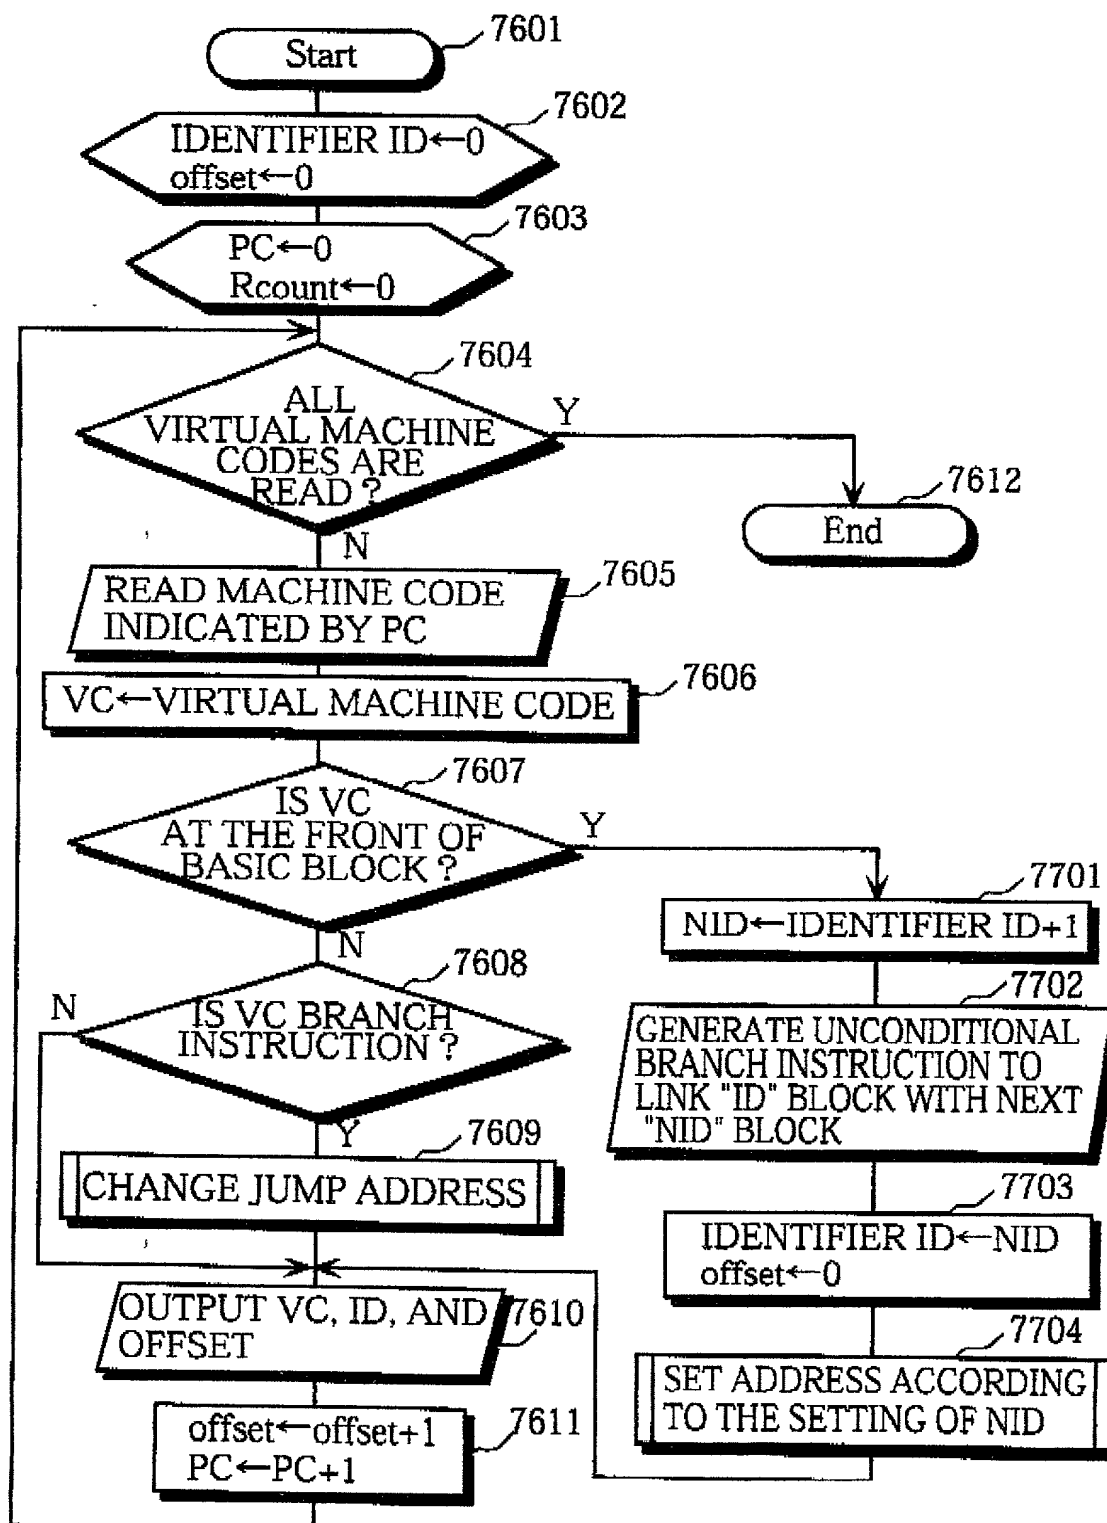 7601
Start
7602
IDENTIFIER ID←0
offset←0
7603
PC←0
Rcount←0
7604
ALL
VIRTUAL MACHINE
CODES ARE
READ ?
Y
N
7612
End
7605
READ MACHINE CODE
INDICATED BY PC
7606
VC←VIRTUAL MACHINE CODE
7607
IS VC
AT THE FRONT OF
BASIC BLOCK ?
Y
N
7701
NID←IDENTIFIER ID+1
7608
IS VC BRANCH
INSTRUCTION ?
N
Y
7702
GENERATE UNCONDITIONAL
BRANCH INSTRUCTION TO
LINK "ID" BLOCK WITH NEXT
"NID" BLOCK
7609
CHANGE JUMP ADDRESS
7703
IDENTIFIER ID←NID
offset←0
7610
OUTPUT VC, ID, AND
OFFSET
7704
SET ADDRESS ACCORDING
TO THE SETTING OF NID
7611
offset←offset+1
PC←PC+1